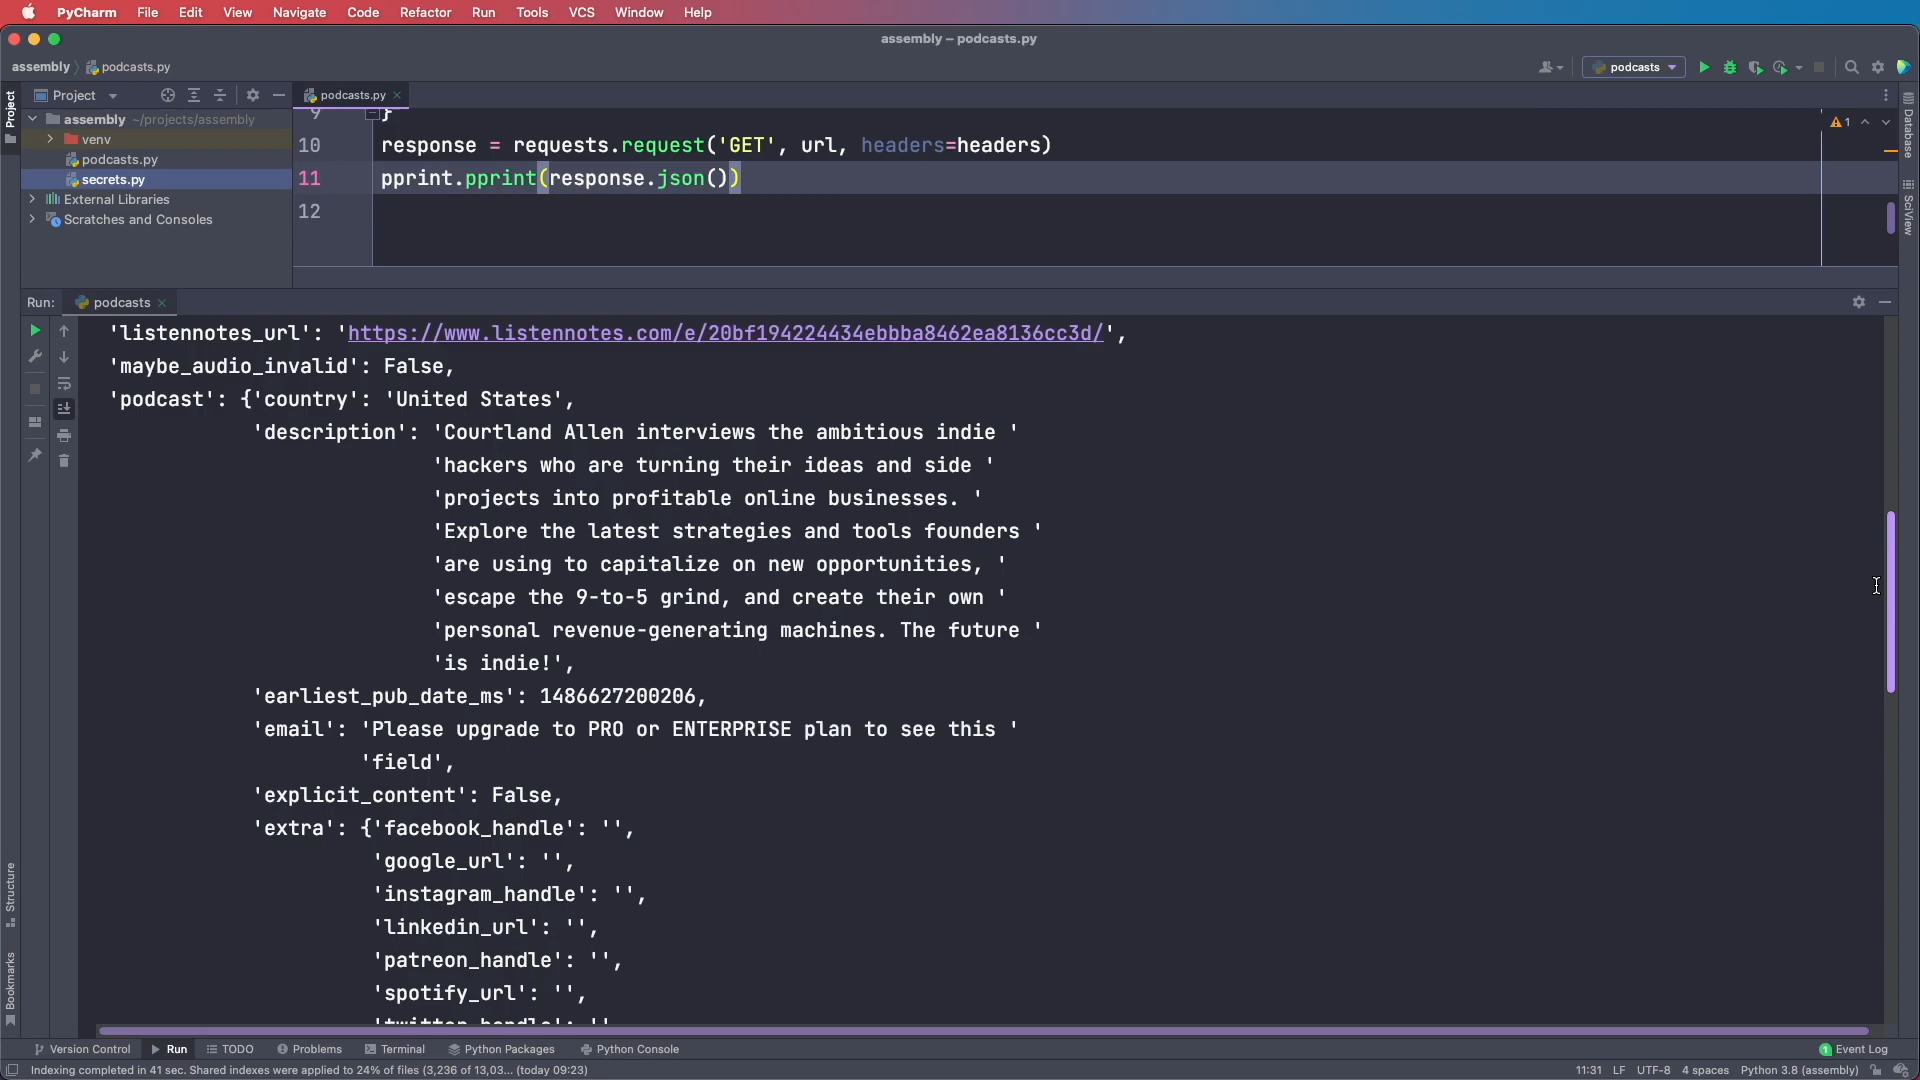 PyCharm File Edit View Navigate Code Refactor Run Tools VCS Window Help
assembly – podcasts.py
assembly podcasts.py
podcasts
Project
Project
podcasts.py
assembly ~/projects/assembly
venv
podcasts.py
secrets.py
External Libraries
Scratches and Consoles
9 }
10 response = requests.request('GET', url, headers=headers)
11 pprint.pprint(response.json())
12
1
Database
SciView
Run: podcasts
'listennotes_url': 'https://www.listennotes.com/e/20bf194224434ebbba8462ea8136cc3d/',
'maybe_audio_invalid': False,
'podcast': {'country': 'United States',
'description': 'Courtland Allen interviews the ambitious indie '
'hackers who are turning their ideas and side '
'projects into profitable online businesses. '
'Explore the latest strategies and tools founders '
'are using to capitalize on new opportunities, '
'escape the 9-to-5 grind, and create their own '
'personal revenue-generating machines. The future '
'is indie!',
'earliest_pub_date_ms': 1486627200206,
'email': 'Please upgrade to PRO or ENTERPRISE plan to see this '
'field',
'explicit_content': False,
'extra': {'facebook_handle': '',
'google_url': '',
'instagram_handle': '',
'linkedin_url': '',
'patreon_handle': '',
'spotify_url': '',
'twitter_handle': ''
Structure
Bookmarks
Version Control Run TODO Problems Terminal Python Packages Python Console 1 Event Log
Indexing completed in 41 sec. Shared indexes were applied to 24% of files (3,236 of 13,03... (today 09:23) 11:31 LF UTF-8 4 spaces Python 3.8 (assembly)